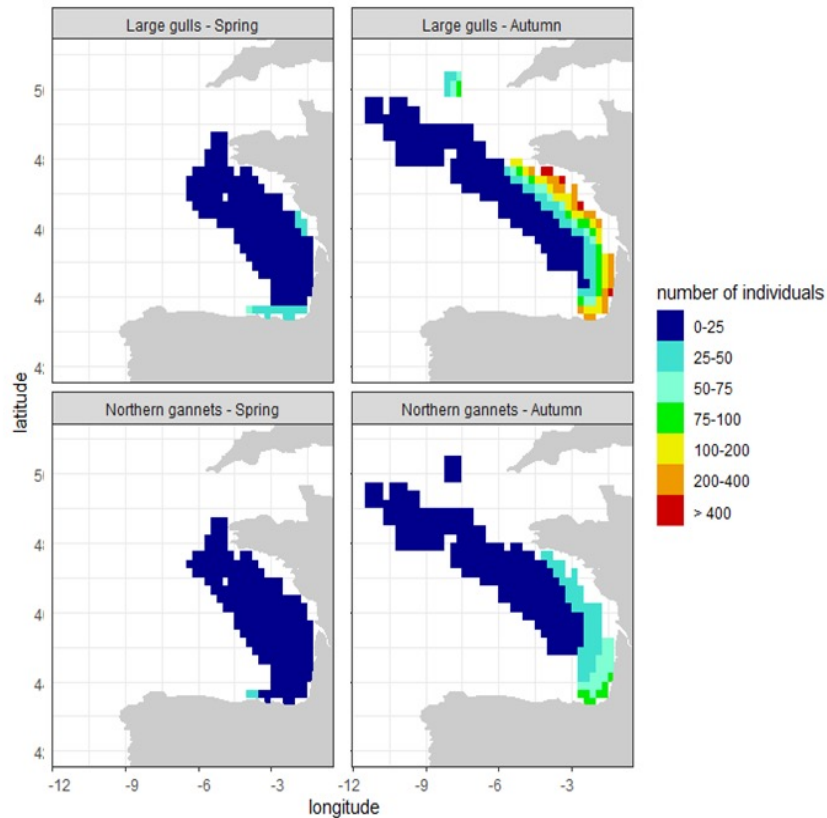 Large gulls - Spring
Large gulls - Autumn
Northern gannets - Spring
Northern gannets - Autumn
latitude
-12 -9 -6 -3
-12 -9 -6 -3
longitude
number of individuals
0-25
25-50
50-75
75-100
100-200
200-400
> 400